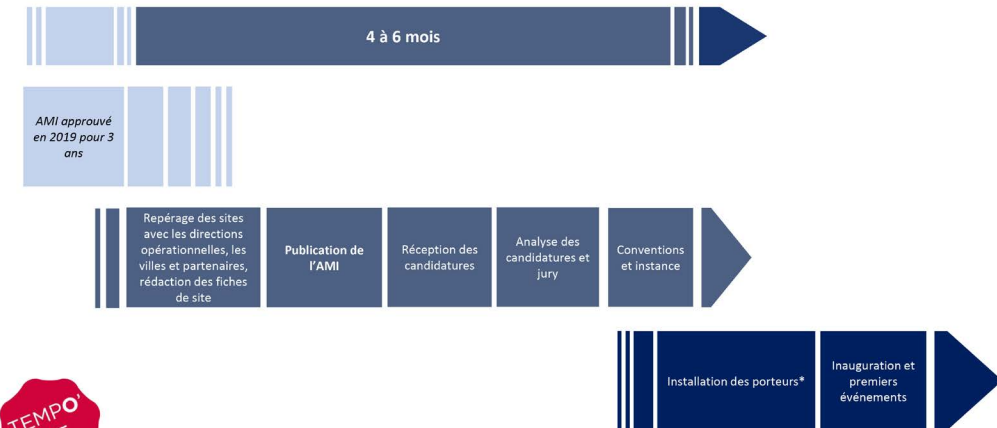 4 à 6 mois
AMI approuvé
en 2019 pour 3
ans
Repérage des sites
avec les directions
opérationnelles, les
villes et partenaires,
rédaction des fiches
de site
Publication de
l'AMI
Réception des
candidatures
Analyse des
candidatures et
jury
Conventions
et instance
Installation des porteurs*
Inauguration et
premiers
événements
TEMPO'